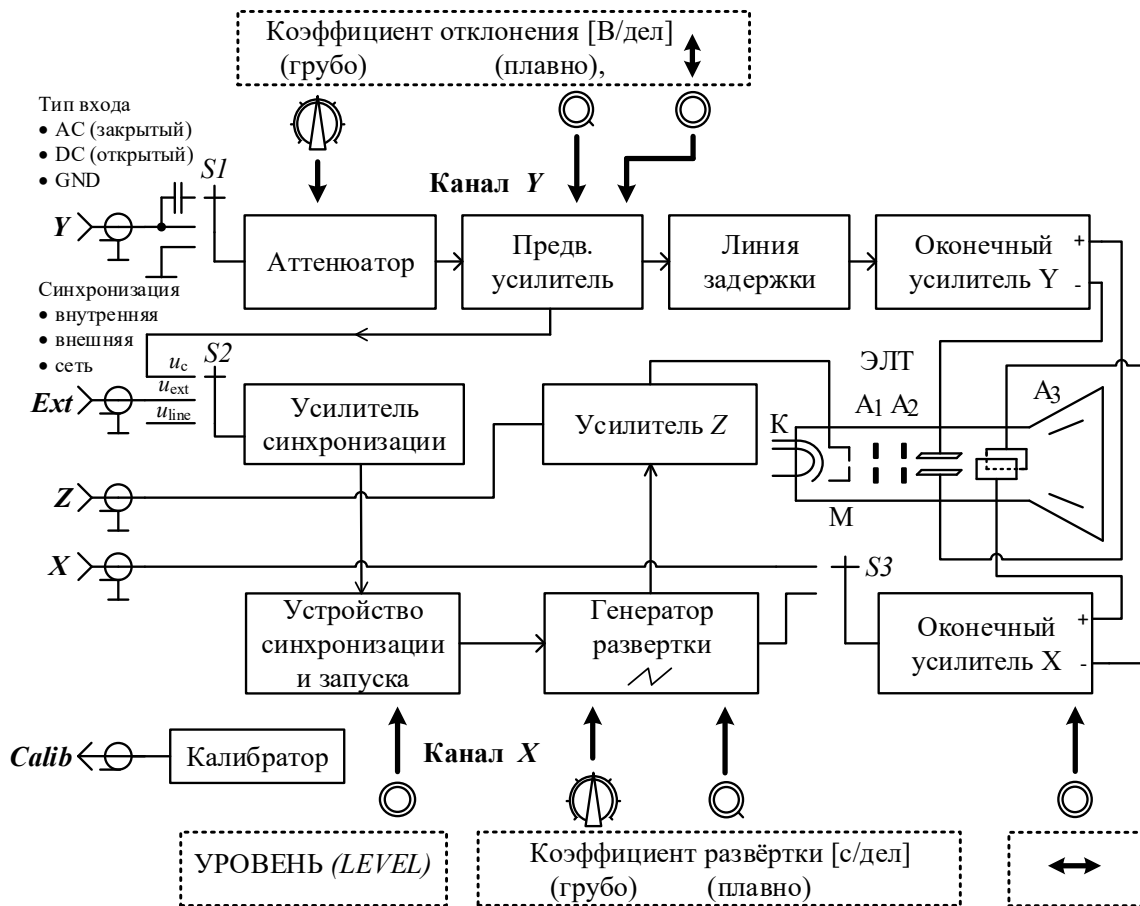 Коэффициент отклонения [В/дел]
(грубо) (плавно),
Тип входа
• AC (закрытый)
• DC (открытый)
• GND
S1
Канал Y
Y
Аттенюатор
Предв.
усилитель
Линия
задержки
Оконечный
усилитель Y
+
-
Синхронизация
• внутренняя
• внешняя
• сеть
S2
uc
uext
uline
Ext
Усилитель
синхронизации
Усилитель Z
ЭЛТ
К
A1 A2
A3
М
Z
X
S3
Устройство
синхронизации
и запуска
Генератор
развертки
Оконечный
усилитель X
+
-
Calib
Калибратор
Канал X
УРОВЕНЬ (LEVEL)
Коэффициент развёртки [с/дел]
(грубо) (плавно)